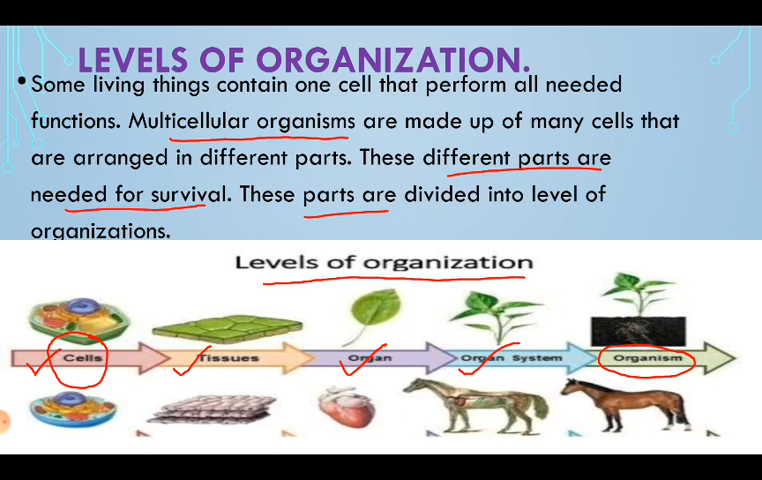 LEVELS OF ORGANIZATION.
• Some living things contain one cell that perform all needed
functions. Multicellular organisms are made up of many cells that
are arranged in different parts. These different parts are
needed for survival. These parts are divided into level of
organizations.
Levels of organization
Cells Tissues Organ Organ System Organism